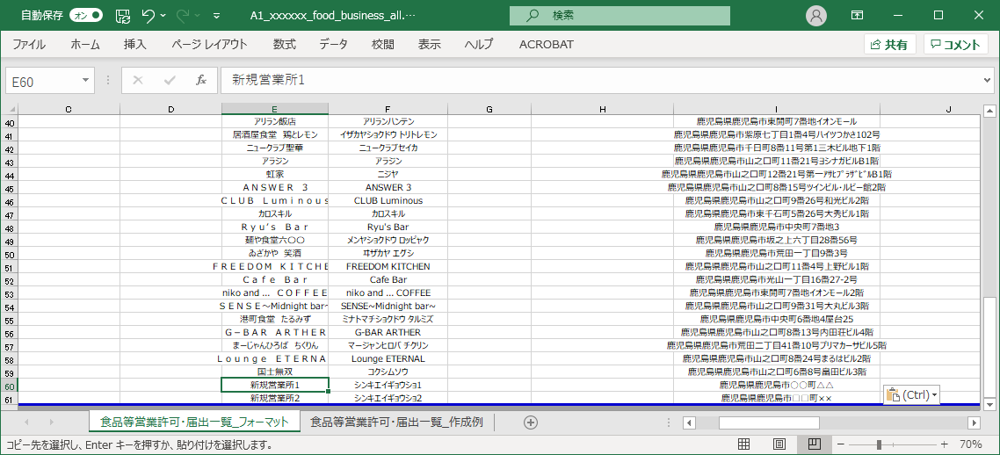 自動保存 オン A1_xxxxxx_food_business_all.... 検索
ファイル ホーム 挿入 ページ レイアウト 数式 データ 校閲 表示 ヘルプ ACROBAT 共有 コメント
E60 fx 新規営業所1
C D E F G H I J
40 アリラン飯店 アリランハンテン 鹿児島県鹿児島市東開町7番地イオンモール
41 居酒屋食堂 鶏とレモン イザカヤショクドウ トリトレモン 鹿児島県鹿児島市紫原七丁目1番4号ハイツつかさ102号
42 ニュークラブ聖華 ニュークラブセイカ 鹿児島県鹿児島市千日町8番11号第1三木ビル地下1階
43 アラジン アラジン 鹿児島県鹿児島市山之口町11番21号ヨシナガビルB1階
44 虹家 ニジヤ 鹿児島県鹿児島市山之口町12番21号第一アサヒプラザビルB1階
45 ＡＮＳＷＥＲ ３ ANSWER 3 鹿児島県鹿児島市山之口町8番15号ツインビル・ルビー館2階
46 ＣＬＵＢ Ｌｕｍｉｎｏｕｓ CLUB Luminous 鹿児島県鹿児島市山之口町9番26号和光ビル2階
47 カロスキル カロスキル 鹿児島県鹿児島市東千石町5番26号大秀ビル1階
48 Ｒｙｕ’ｓ Ｂａｒ Ryu's Bar 鹿児島県鹿児島市中央町7番地3
49 麺や食堂六〇〇 メンヤショクドウ ロッピャク 鹿児島県鹿児島市坂之上六丁目28番56号
50 ゐざかや 笑酒 ヰザカヤ エグシ 鹿児島県鹿児島市荒田一丁目9番3号
51 ＦＲＥＥＤＯＭ ＫＩＴＣＨＥ FREEDOM KITCHEN 鹿児島県鹿児島市山之口町11番4号上野ビル1階
52 Ｃａｆｅ Ｂａｒ Cafe Bar 鹿児島県鹿児島市光山一丁目16番27-2号
53 niko and ... ＣＯＦＦＥＥ niko and ... COFFEE 鹿児島県鹿児島市東開町7番地イオンモール2階
54 ＳＥＮＳＥ～Midnight bar~ SENSE~Midnight bar~ 鹿児島県鹿児島市山之口町9番31号大丸ビル3階
55 港町食堂 たるみず ミナトマチショクドウ タルミズ 鹿児島県鹿児島市中央町6番地4屋台25
56 Ｇ－ＢＡＲ ＡＲＴＨＥＲ G-BAR ARTHER 鹿児島県鹿児島市山之口町8番13号内田荘ビル4階
57 まーじゃんひろば ちくりん マージャンヒロバ チクリン 鹿児島県鹿児島市荒田二丁目41番10号プリマカーサビル5階
58 Ｌｏｕｎｇｅ ＥＴＥＲＮＡ Lounge ETERNAL 鹿児島県鹿児島市山之口町8番24号まるはビル2階
59 国士無双 コクシムソウ 鹿児島県鹿児島市山之口町6番8号畠田ビル3階
60 新規営業所1 シンキエイギョウショ1 鹿児島県鹿児島市○○町△△
61 新規営業所2 シンキエイギョウショ2 鹿児島県鹿児島市□□町××
(Ctrl)
食品等営業許可・届出一覧_フォーマット 食品等営業許可・届出一覧_作成例
コピー先を選択し、Enter キーを押すか、貼り付けを選択します。 70%